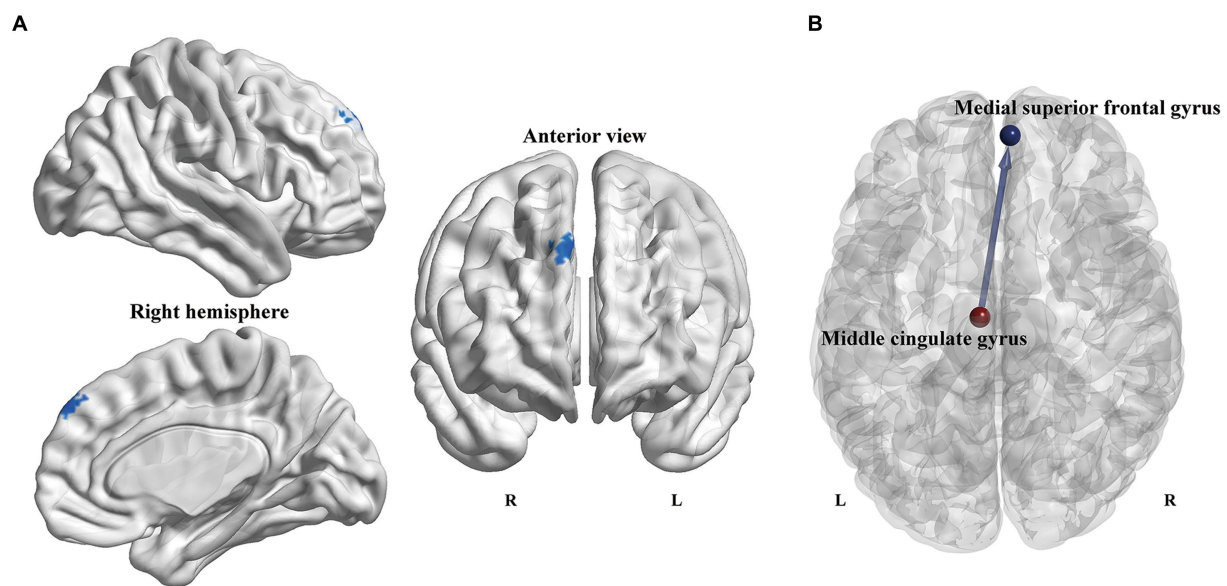 A
B
Medial superior frontal gyrus
Anterior view
Right hemisphere
Middle cingulate gyrus
R
L
L
R